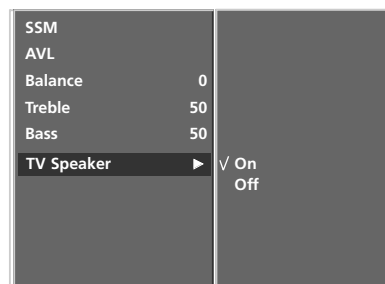 SSM
AVL
Balance 0
Treble 50
Bass 50
TV Speaker ▶ √ On
Off